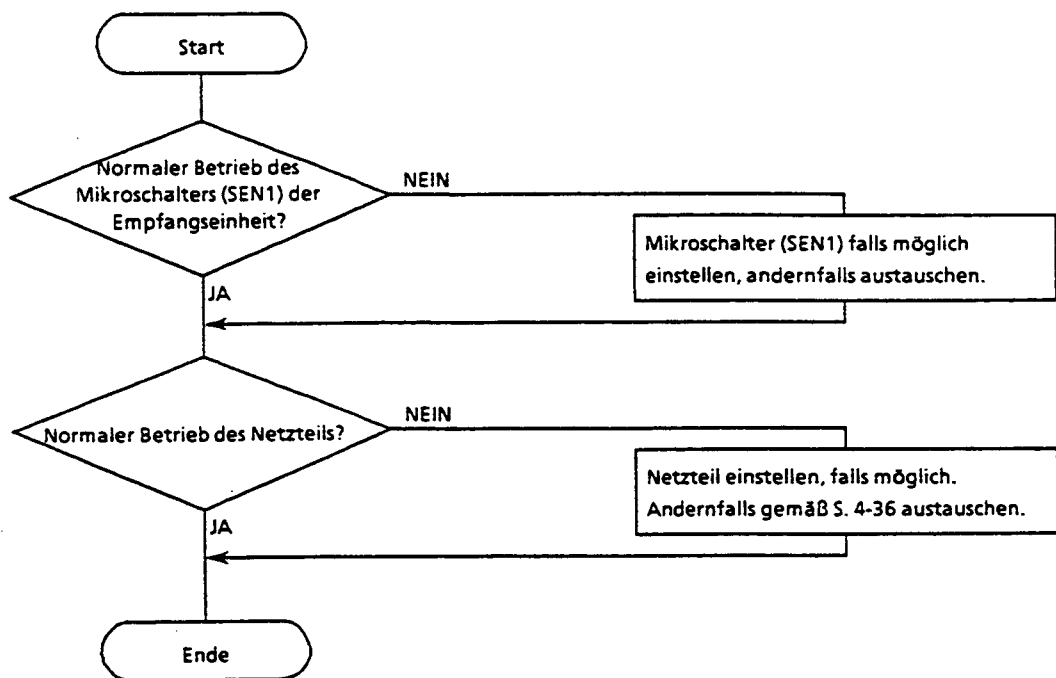 Start
Normaler Betrieb des
Mikroschalters (SEN1) der
Empfangseinheit?
NEIN
Mikroschalter (SEN1) falls möglich
einstellen, andernfalls austauschen.
JA
Normaler Betrieb des Netzteils?
NEIN
Netzteil einstellen, falls möglich.
Andernfalls gemäß S. 4-36 austauschen.
JA
Ende